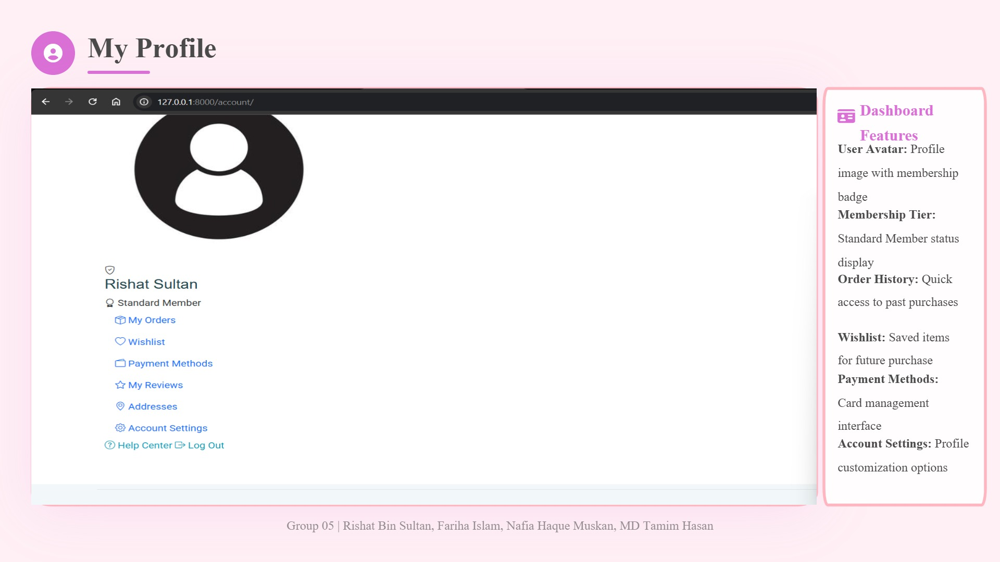 My Profile
127.0.0.1:8000/account/
Rishat Sultan
Standard Member
My Orders
Wishlist
Payment Methods
My Reviews
Addresses
Account Settings
Help Center Log Out
Dashboard
Features
User Avatar: Profile
image with membership
badge
Membership Tier:
Standard Member status
display
Order History: Quick
access to past purchases
Wishlist: Saved items
for future purchase
Payment Methods:
Card management
interface
Account Settings: Profile
customization options
Group 05 | Rishat Bin Sultan, Fariha Islam, Nafia Haque Muskan, MD Tamim Hasan